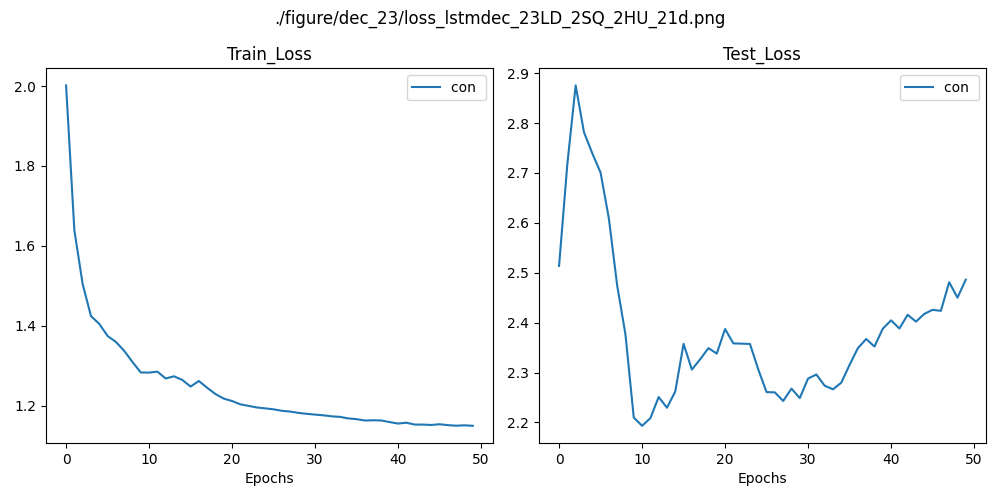 ./figure/dec_23/loss_lstmdec_23LD_2SQ_2HU_21d.png
Train_Loss
con
2.0
1.8
1.6
1.4
1.2
0 10 20 30 40 50
Epochs
Test_Loss
con
2.9
2.8
2.7
2.6
2.5
2.4
2.3
2.2
0 10 20 30 40 50
Epochs